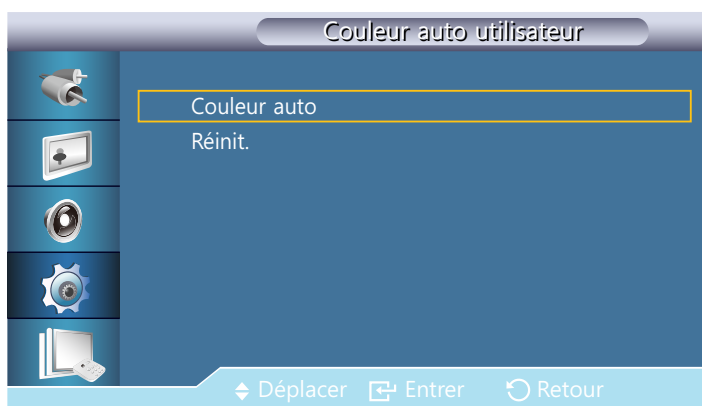 Couleur auto utilisateur
Couleur auto
Réinit.
Déplacer Entrer Retour